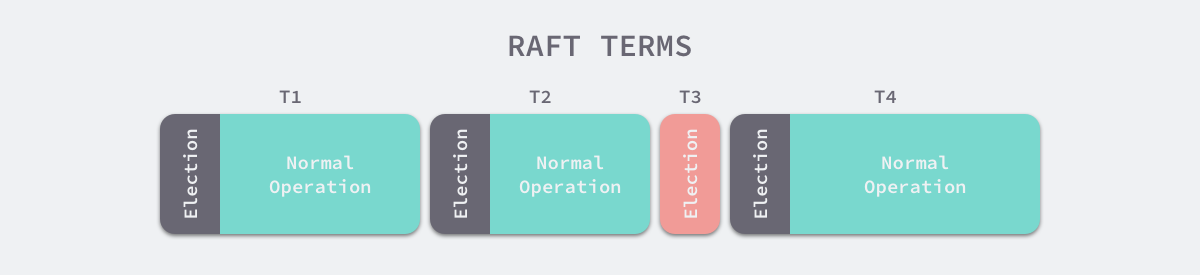 RAFT TERMS
T1
T2
T3
T4
Election
Normal
Operation
Election
Normal
Operation
Election
Election
Normal
Operation